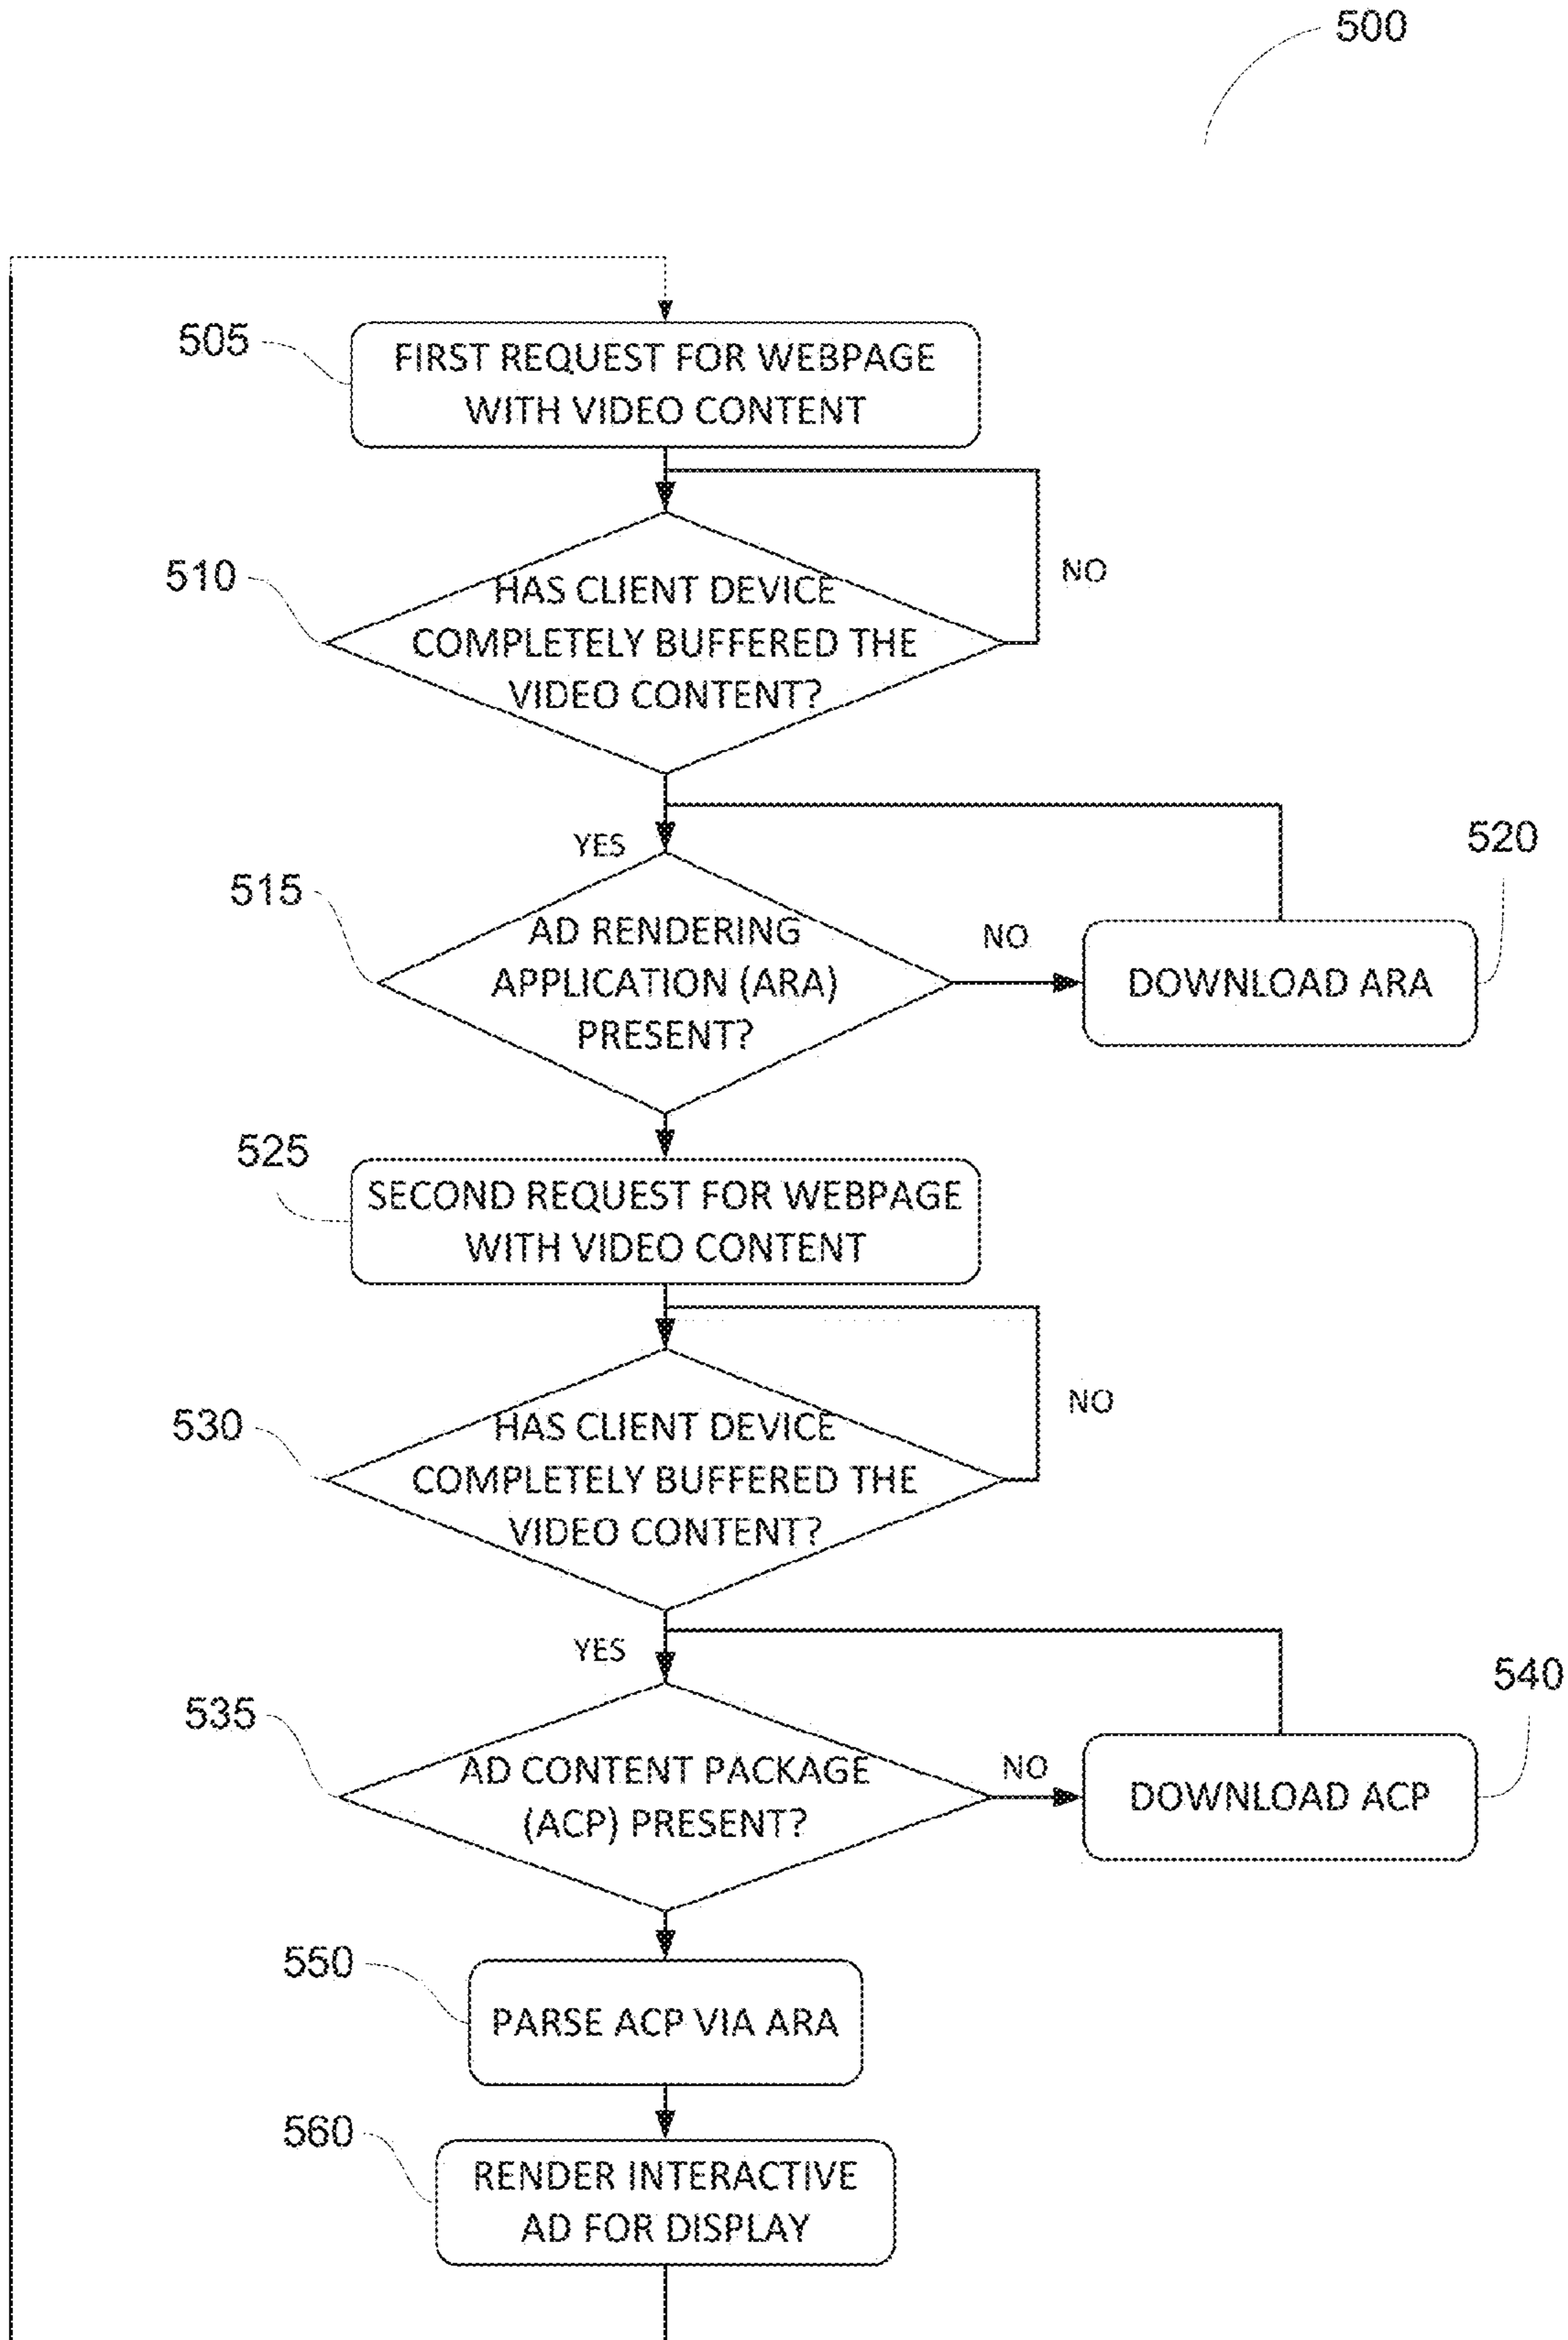 500
505
FIRST REQUEST FOR WEBPAGE
WITH VIDEO CONTENT
510
HAS CLIENT DEVICE
COMPLETELY BUFFERED THE
VIDEO CONTENT?
NO
YES
515
AD RENDERING
APPLICATION (ARA)
PRESENT?
NO
520
DOWNLOAD ARA
525
SECOND REQUEST FOR WEBPAGE
WITH VIDEO CONTENT
530
HAS CLIENT DEVICE
COMPLETELY BUFFERED THE
VIDEO CONTENT?
NO
YES
535
AD CONTENT PACKAGE
(ACP) PRESENT?
NO
540
DOWNLOAD ACP
550
PARSE ACP VIA ARA
560
RENDER INTERACTIVE
AD FOR DISPLAY